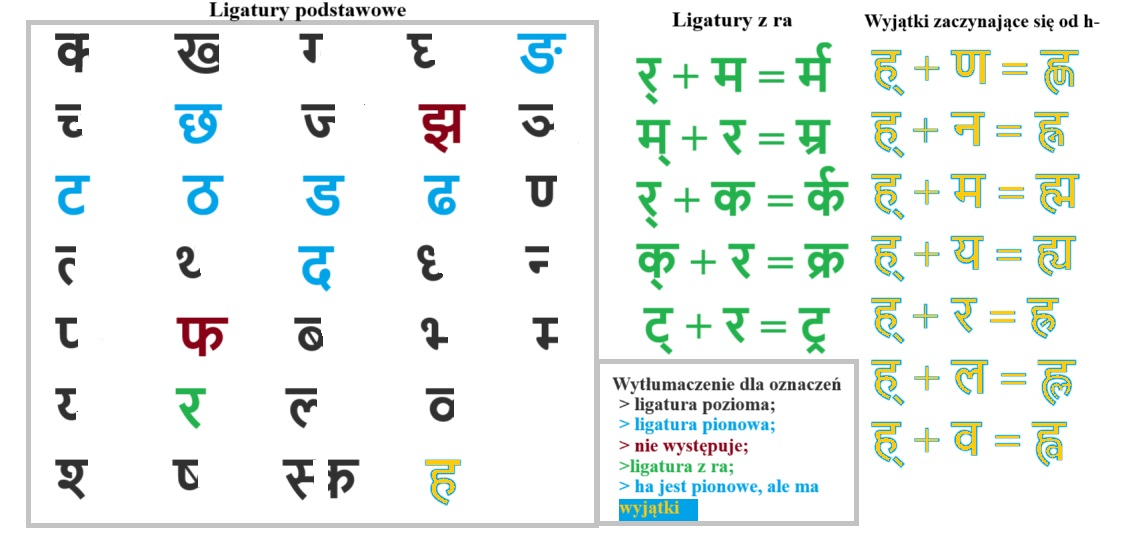 Ligatury podstawowe
क्‍ ख्‍ ग्‍ घ्‍ ङ
च्‍ छ ज्‍ झ ञ्‍
ट ठ ड ढ ण्‍
त्‍ थ्‍ द ध्‍ न्‍
प्‍ फ ब्‍ भ्‍ म्‍
य्‍ र ल्‍ व्‍
श्‍ ष्‍ स्‍ फ्‍ ह
Ligatury z ra
र् + म = र्म
म् + र = म्र
र् + क = र्क
क् + र = क्र
ट् + र = ट्र
Wytłumaczenie dla oznaczeń
> ligatura pozioma;
> ligatura pionowa;
> nie występuje;
>ligatura z ra;
> ha jest pionowe, ale ma
wyjątki
Wyjątki zaczynające się od h-
ह् + ण = ह्ण
ह् + न = ह्न
ह् + म = ह्म
ह् + य = ह्य
ह् + र = ह्र
ह् + ल = ह्ल
ह् + व = ह्व